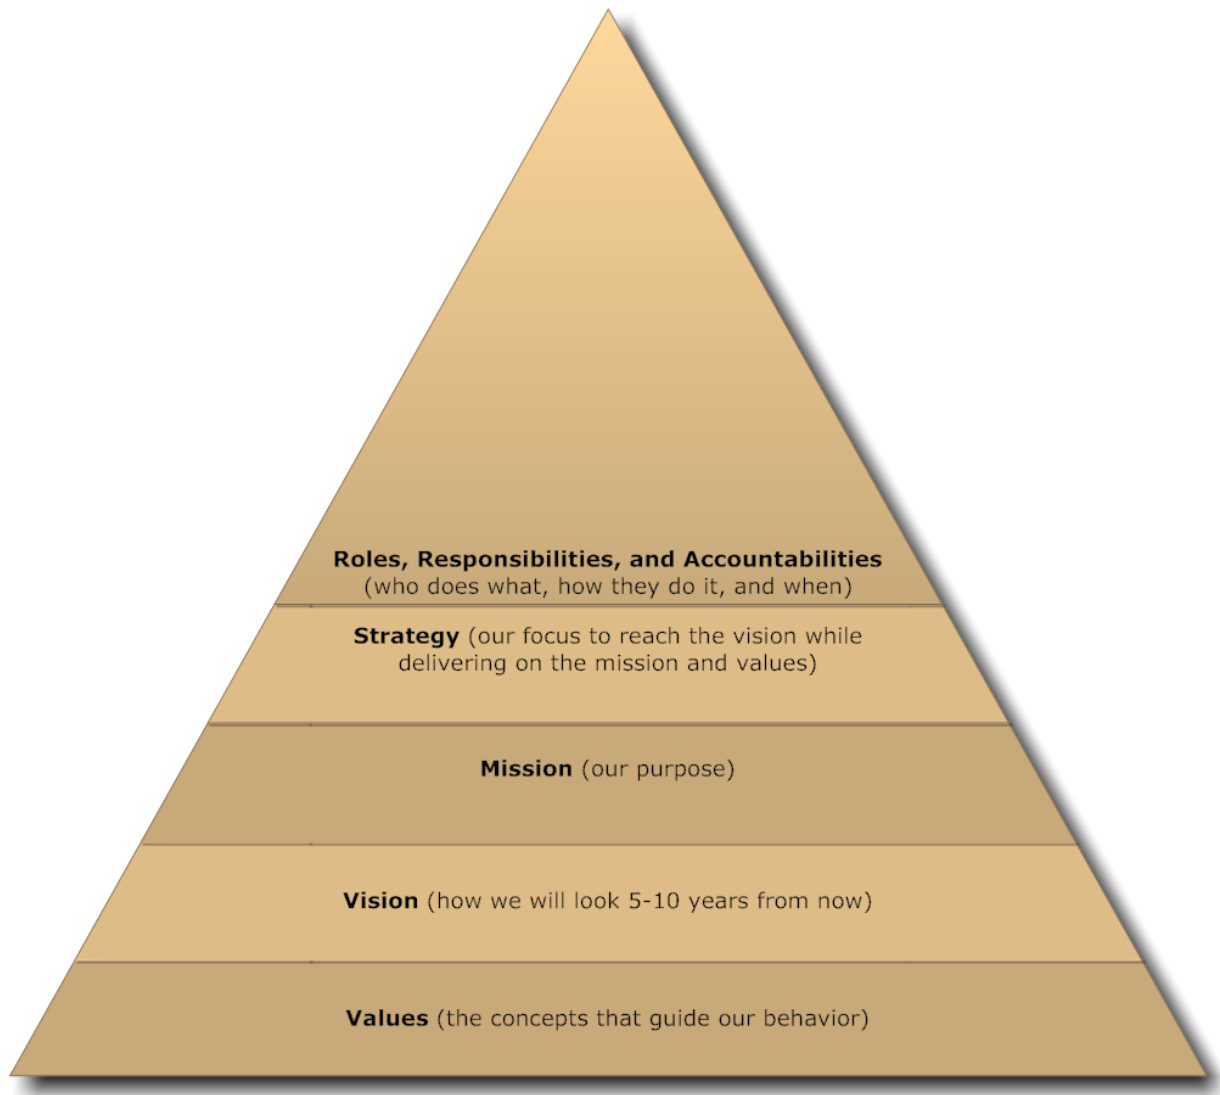 Roles, Responsibilities, and Accountabilities
(who does what, how they do it, and when)
Strategy (our focus to reach the vision while
delivering on the mission and values)
Mission (our purpose)
Vision (how we will look 5-10 years from now)
Values (the concepts that guide our behavior)